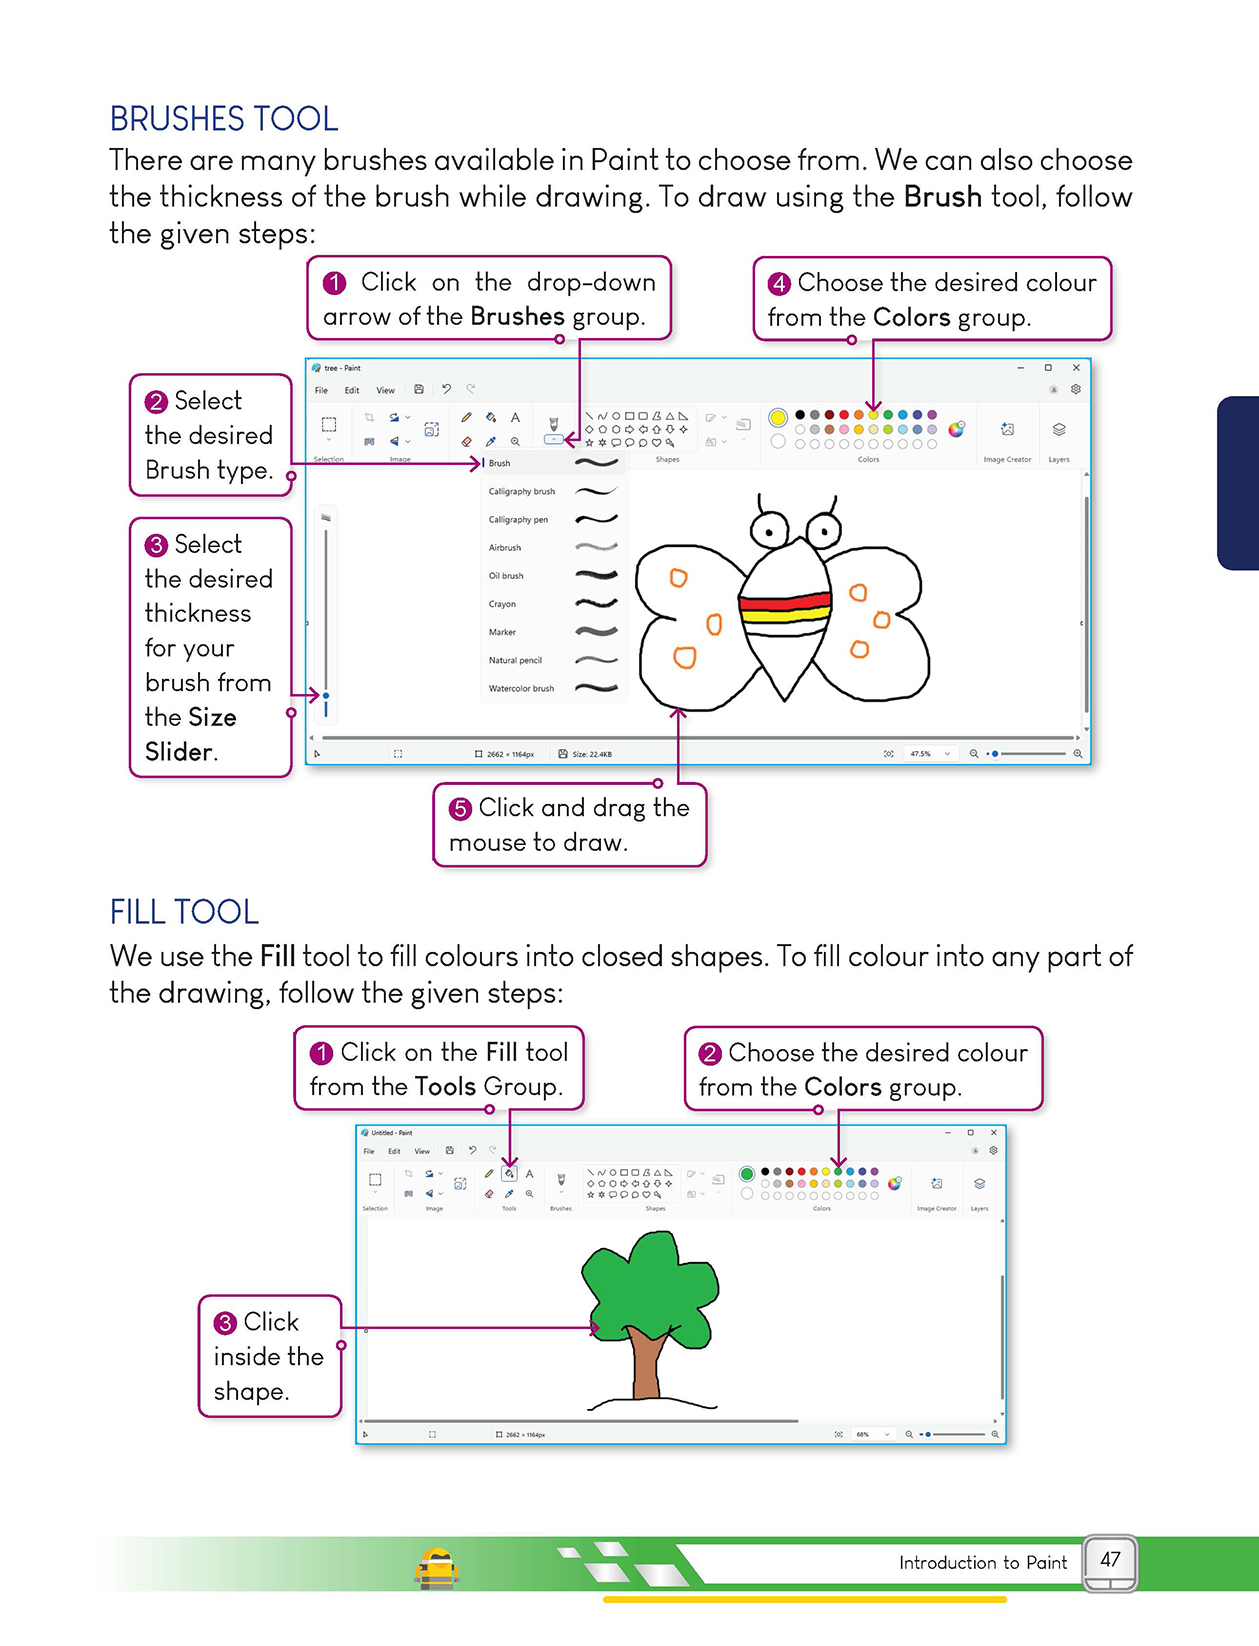 BRUSHES TOOL
There are many brushes available in Paint to choose from. We can also choose
the thickness of the brush while drawing. To draw using the Brush tool, follow
the given steps:
1 Click on the drop-down
arrow of the Brushes group.
4 Choose the desired colour
from the Colors group.
2 Select
the desired
Brush type.
3 Select
the desired
thickness
for your
brush from
the Size
Slider.
tree - Paint
File Edit View
Selection Image Shapes Colors Image Creator Layers
Brush
Calligraphy brush
Calligraphy pen
Airbrush
Oil brush
Crayon
Marker
Natural pencil
Watercolor brush
2662 × 1164px Size: 22.4KB 47.5%
5 Click and drag the
mouse to draw.
FILL TOOL
We use the Fill tool to fill colours into closed shapes. To fill colour into any part of
the drawing, follow the given steps:
1 Click on the Fill tool
from the Tools Group.
2 Choose the desired colour
from the Colors group.
Untitled - Paint
File Edit View
Selection Image Tools Brushes Shapes Colors Image Creator Layers
3 Click
inside the
shape.
2662 × 1164px 68%
Introduction to Paint 47